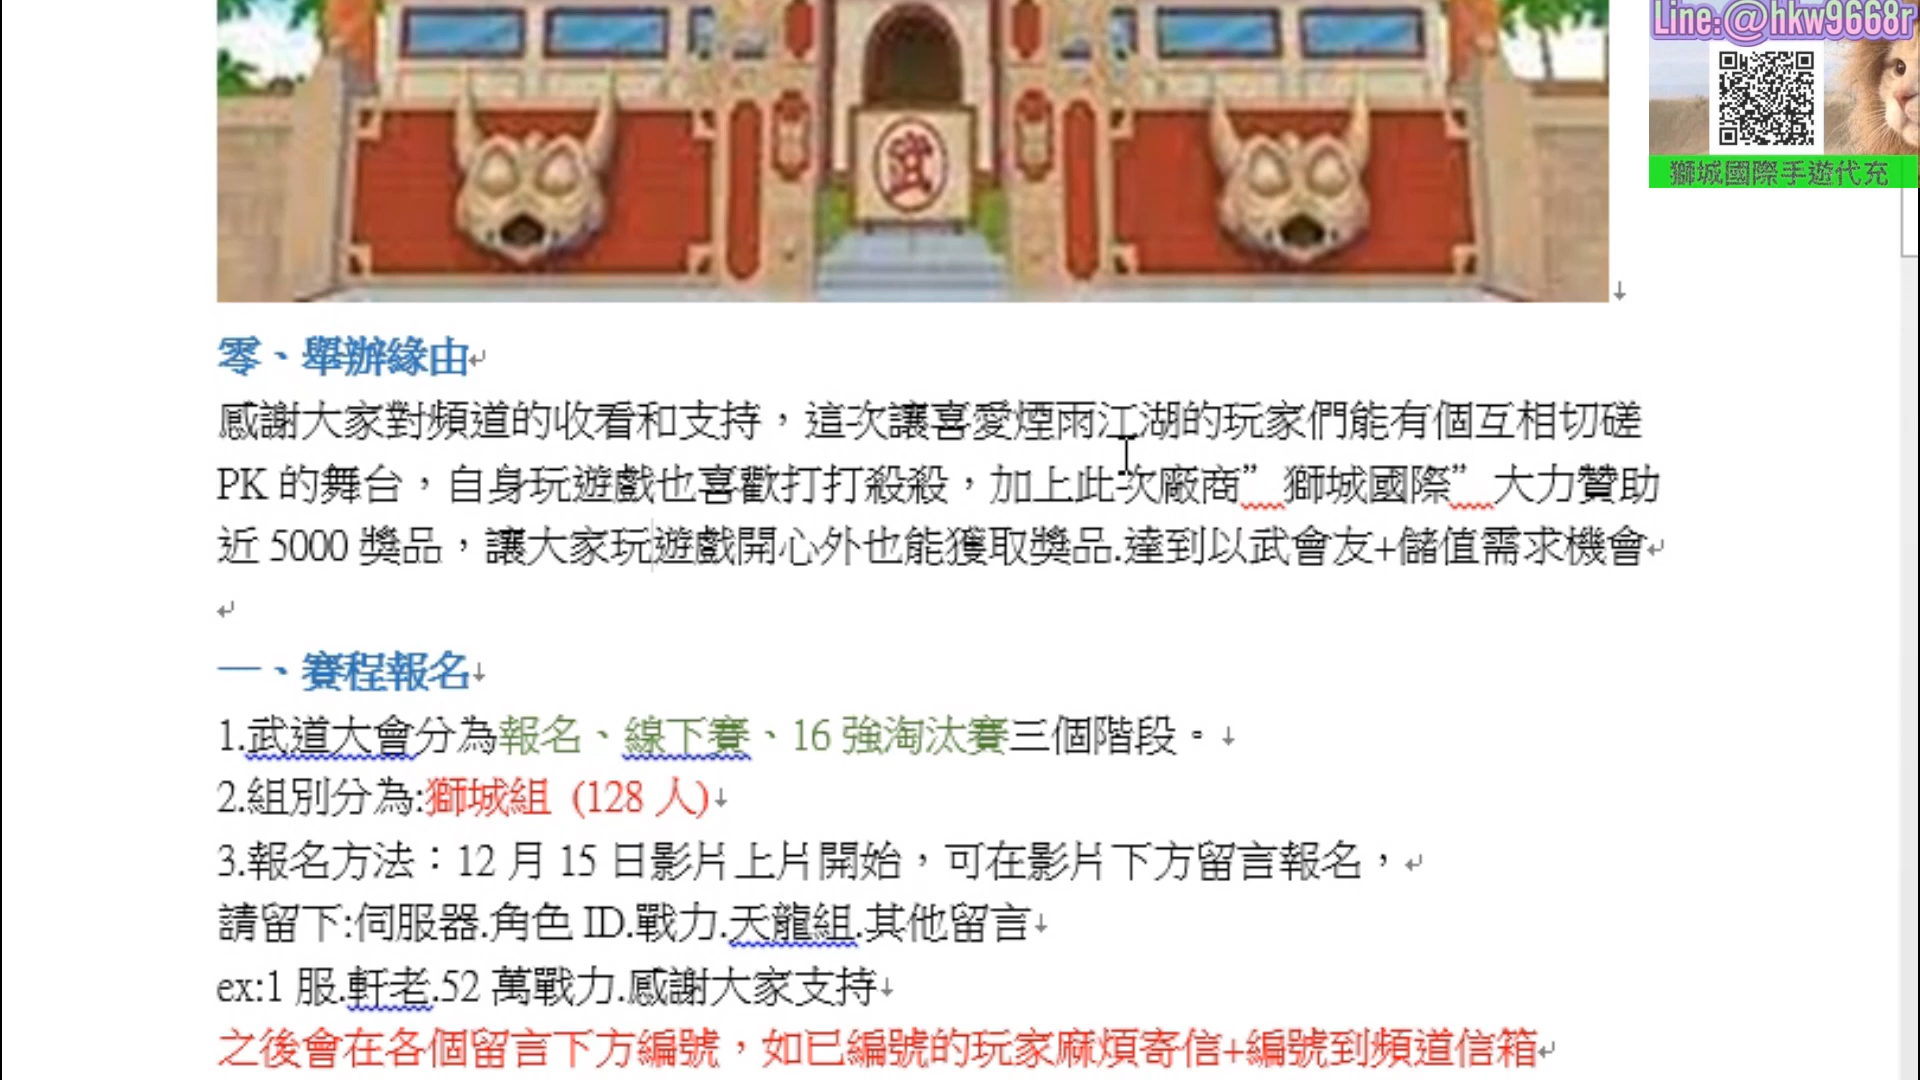 Line:@hkw9668r
獅城國際手遊代充
武
零、舉辦緣由
感謝大家對頻道的收看和支持，這次讓喜愛煙雨江湖的玩家們能有個互相切磋
PK 的舞台，自身玩遊戲也喜歡打打殺殺，加上此次廠商”獅城國際”大力贊助
近 5000 獎品，讓大家玩遊戲開心外也能獲取獎品.達到以武會友+儲值需求機會
一、賽程報名
1.武道大會分為報名、線下賽、16 強淘汰賽三個階段。
2.組別分為:獅城組 (128 人)
3.報名方法：12 月 15 日影片上片開始，可在影片下方留言報名，
請留下:伺服器.角色 ID.戰力.天龍組.其他留言
ex:1 服.軒老.52 萬戰力.感謝大家支持
之後會在各個留言下方編號，如已編號的玩家麻煩寄信+編號到頻道信箱